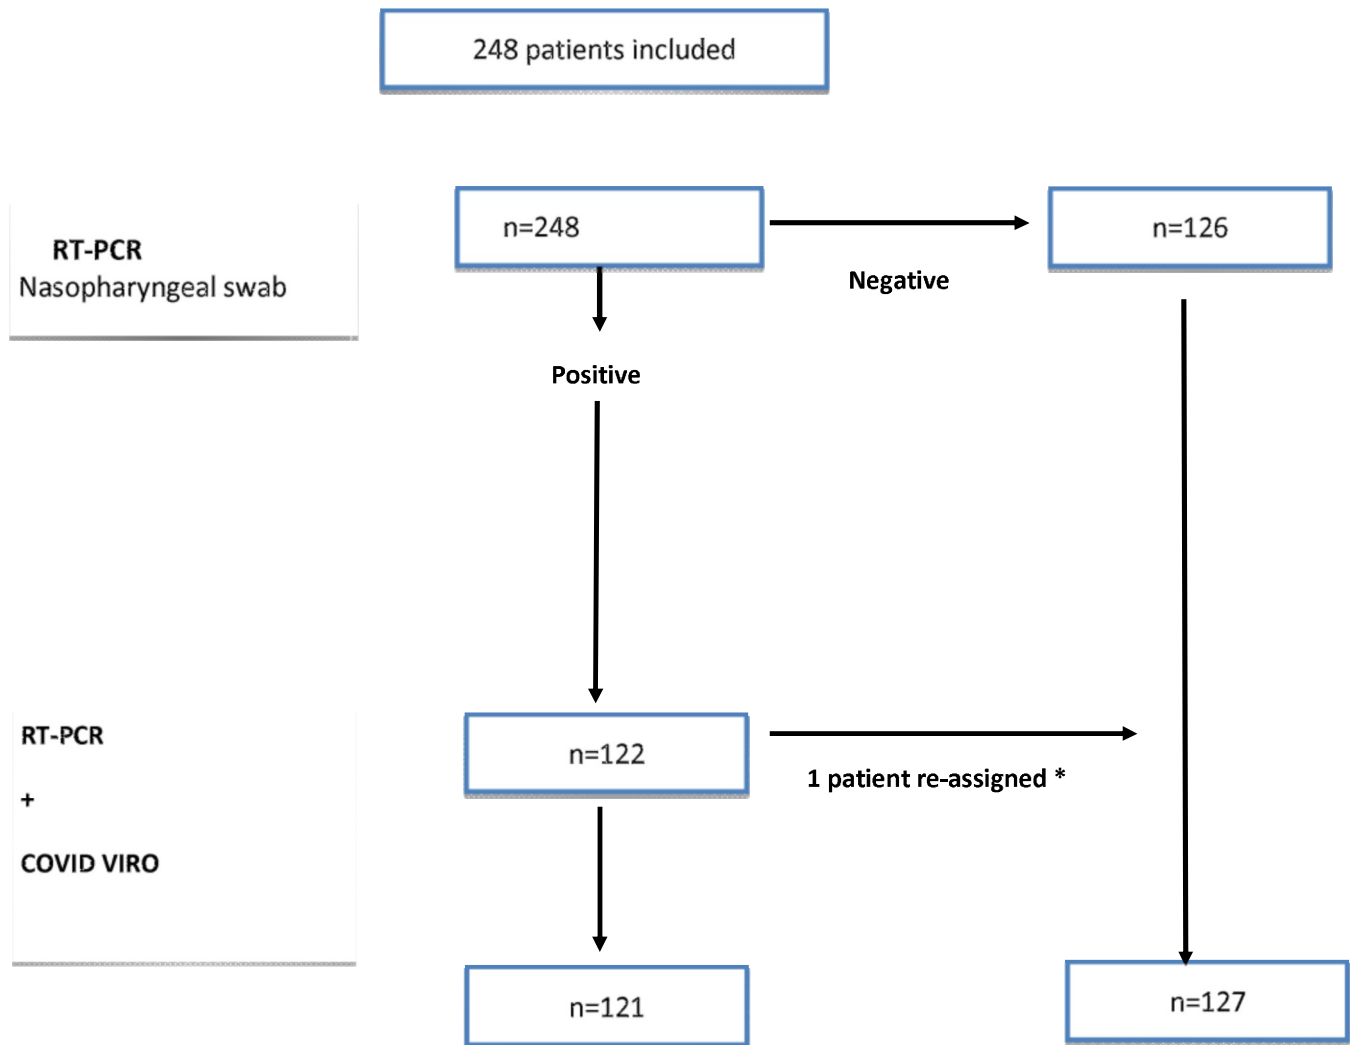 248 patients included
RT-PCR
Nasopharyngeal swab
n=248
Negative
n=126
Positive
RT-PCR
+
COVID VIRO
n=122
1 patient re-assigned *
n=121
n=127